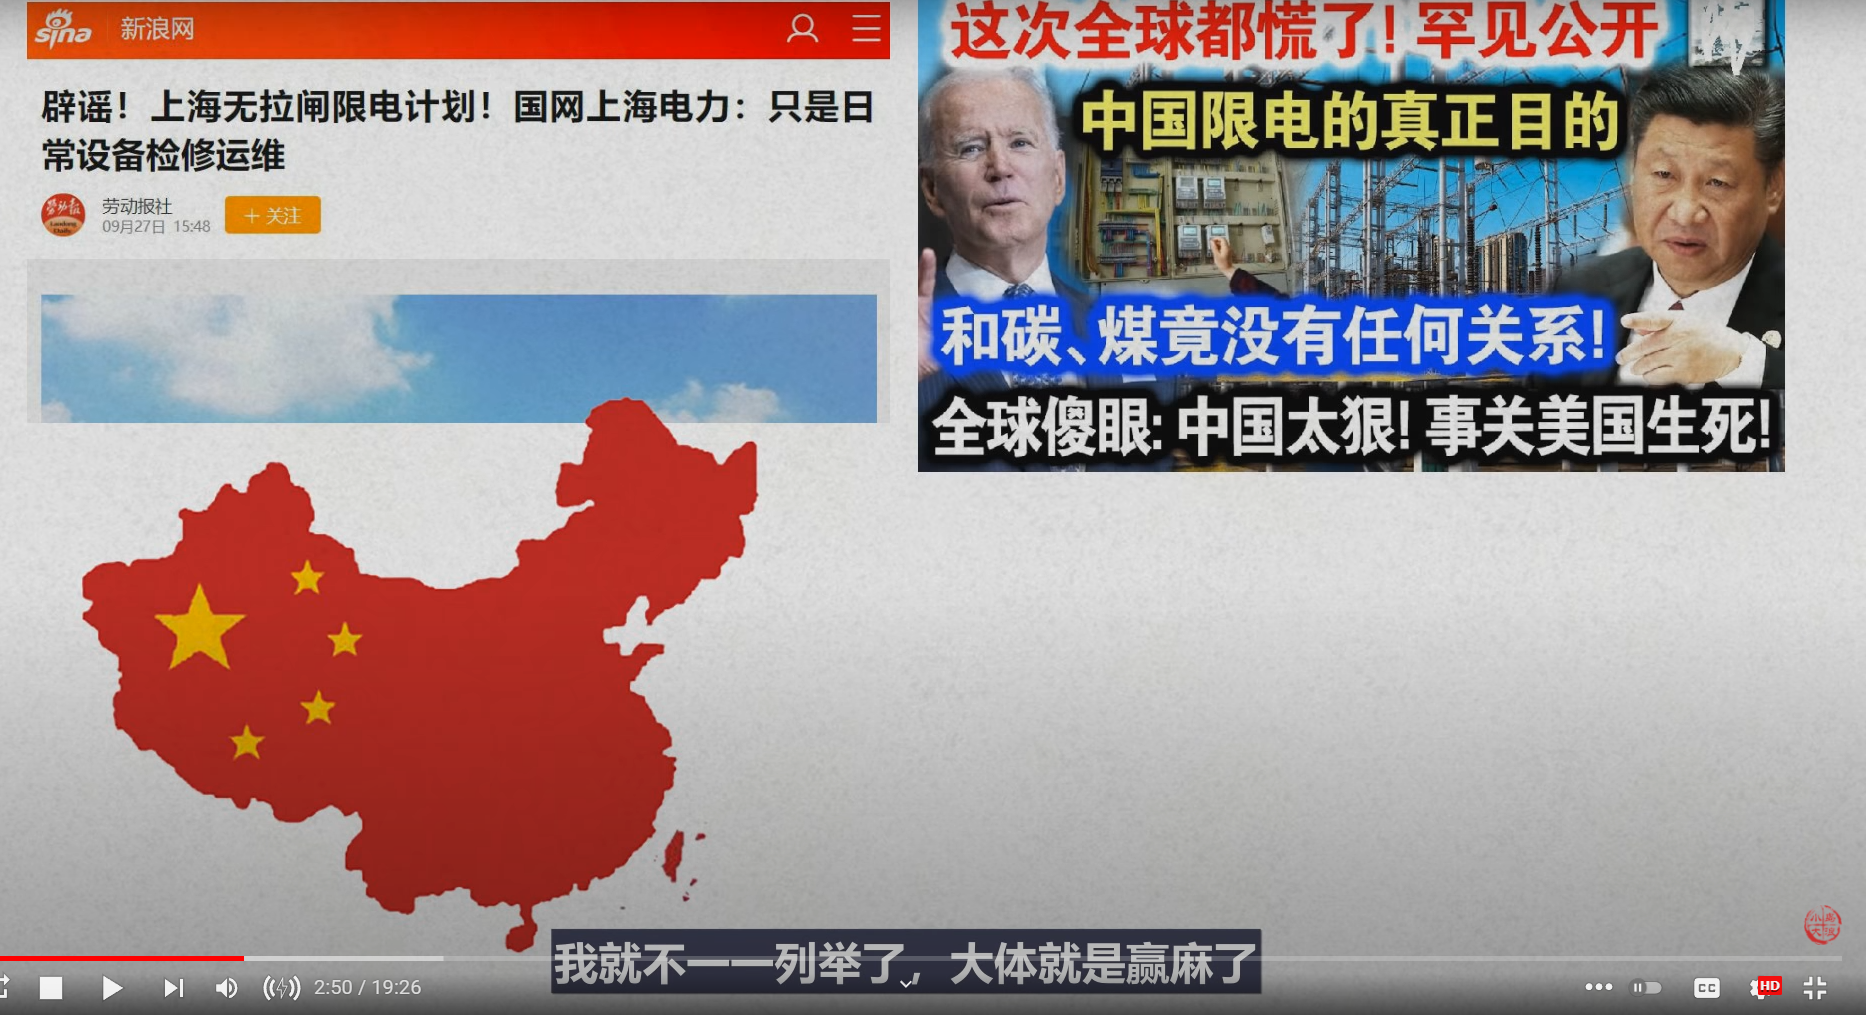 sina 新浪网
辟谣！上海无拉闸限电计划！国网上海电力：只是日
常设备检修运维
劳动报社
09月27日 15:48
+ 关注
这次全球都慌了！罕见公开
中国限电的真正目的
和碳、煤竟没有任何关系！
全球傻眼：中国太狠！事关美国生死！
我就不一一列举了，大体就是赢麻了
2:50 / 19:26
CC
HD